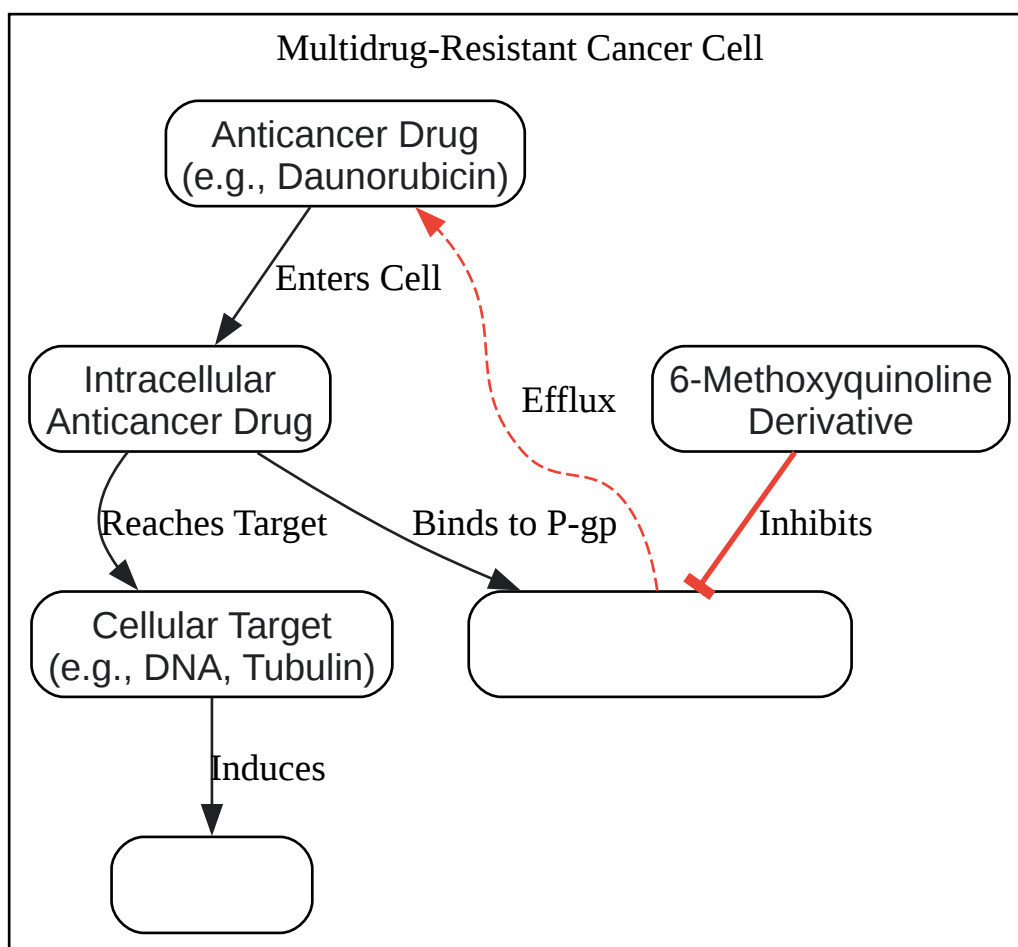 Multidrug-Resistant Cancer Cell
Anticancer Drug
(e.g., Daunorubicin)
Enters Cell
Intracellular
Anticancer Drug
Efflux
6-Methoxyquinoline
Derivative
Reaches Target
Binds to P-gp
Inhibits
Cellular Target
(e.g., DNA, Tubulin)
Induces